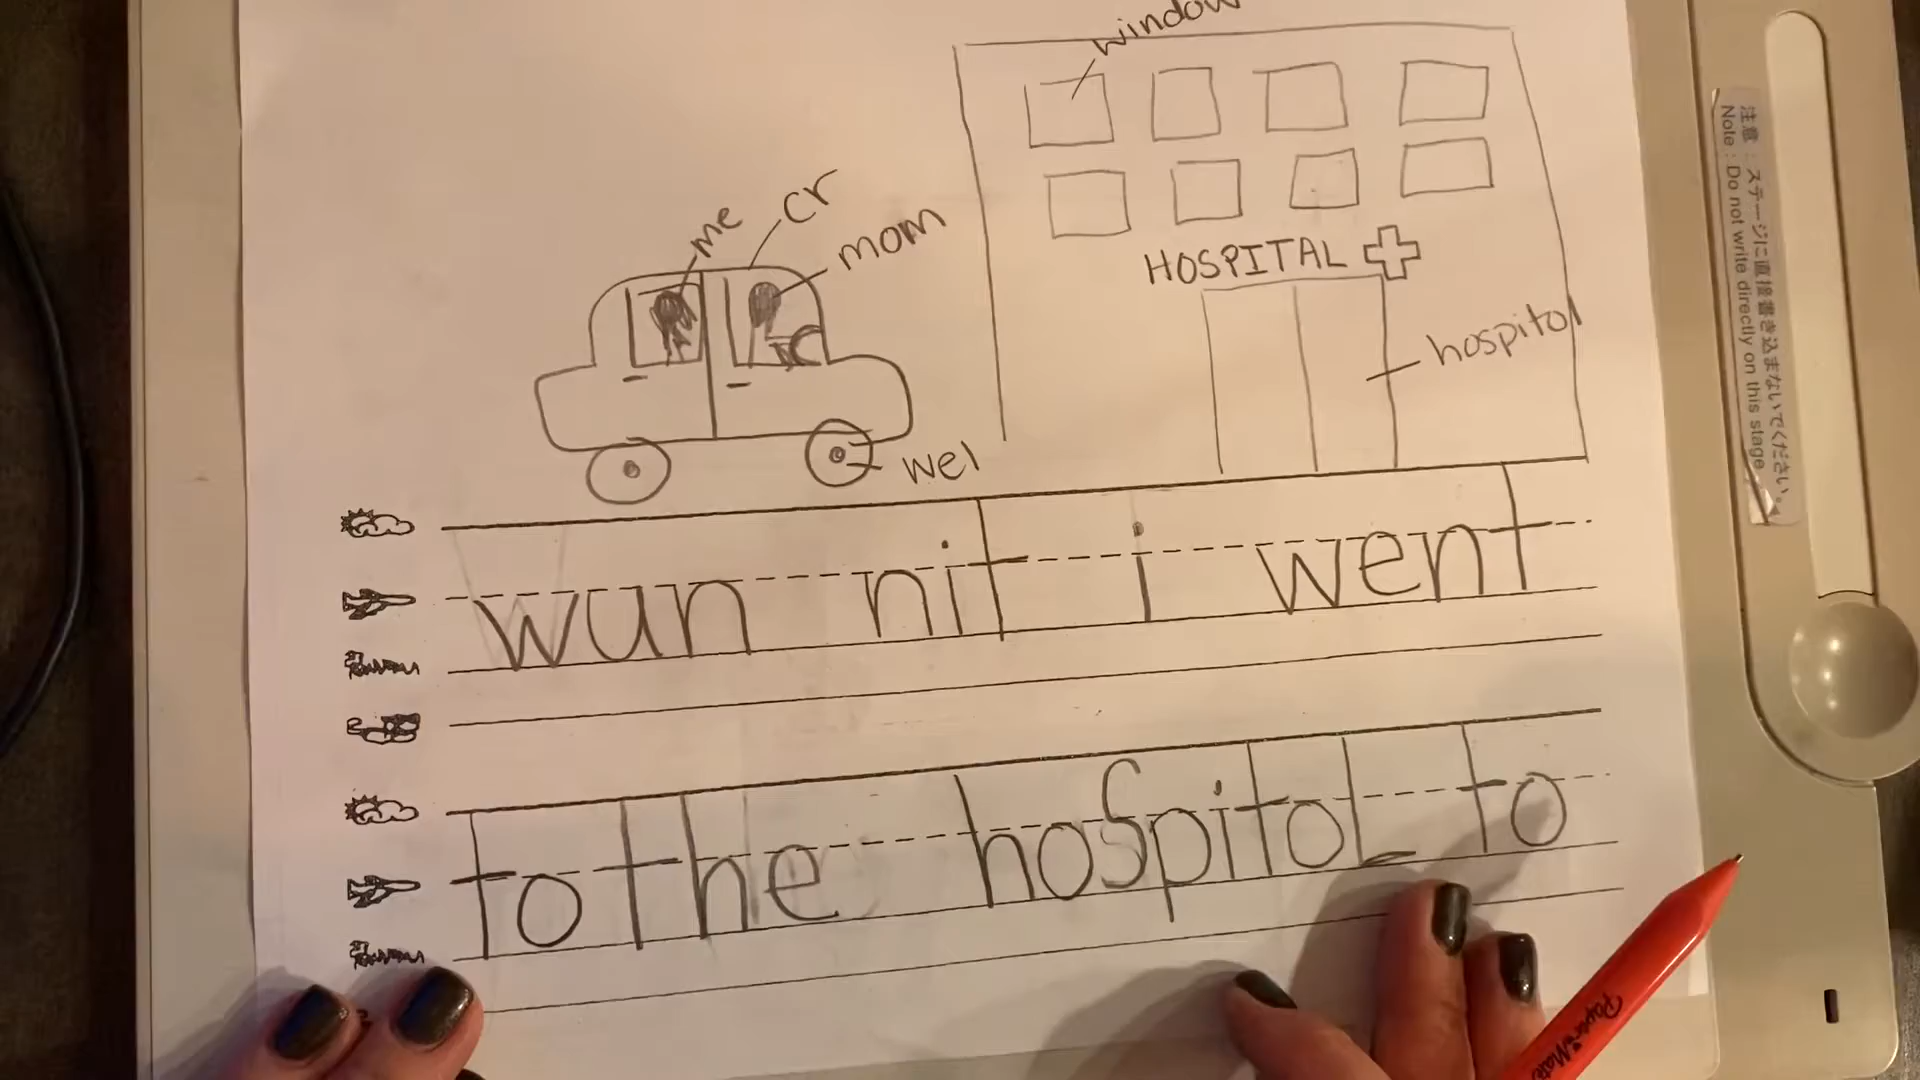 window
cr
me
mom
HOSPITAL
hospitol
wel
wun nit i went
to the hospitol to
注意：ステージに直接書き込まないでください。
Note : Do not write directly on this stage
PaperMate